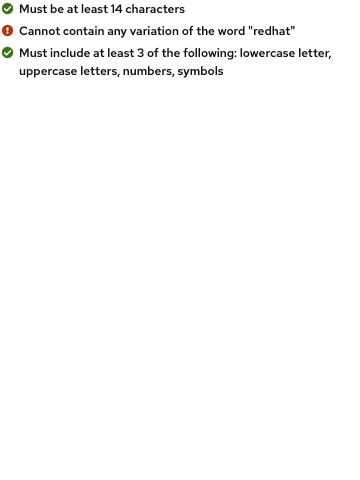 Must be at least 14 characters
Cannot contain any variation of the word "redhat"
Must include at least 3 of the following: lowercase letter,
uppercase letters, numbers, symbols